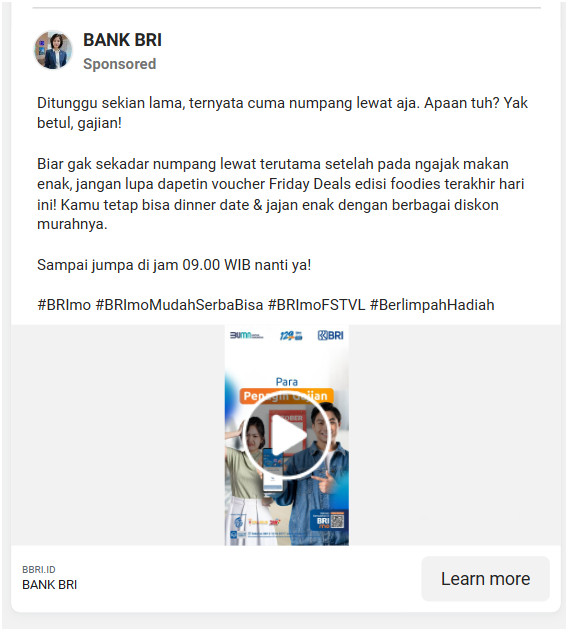 BANK BRI
Sponsored
Ditunggu sekian lama, ternyata cuma numpang lewat aja. Apaan tuh? Yak
betul, gajian!
Biar gak sekadar numpang lewat terutama setelah pada ngajak makan
enak, jangan lupa dapetin voucher Friday Deals edisi foodies terakhir hari
ini! Kamu tetap bisa dinner date & jajan enak dengan berbagai diskon
murahnya.
Sampai jumpa di jam 09.00 WIB nanti ya!
#BRImo #BRImoMudahSerbaBisa #BRImoFSTVL #BerlimpahHadiah
BUMN
129
BRI
Para
Gajian
BRI
BBRI.ID
BANK BRI
Learn more